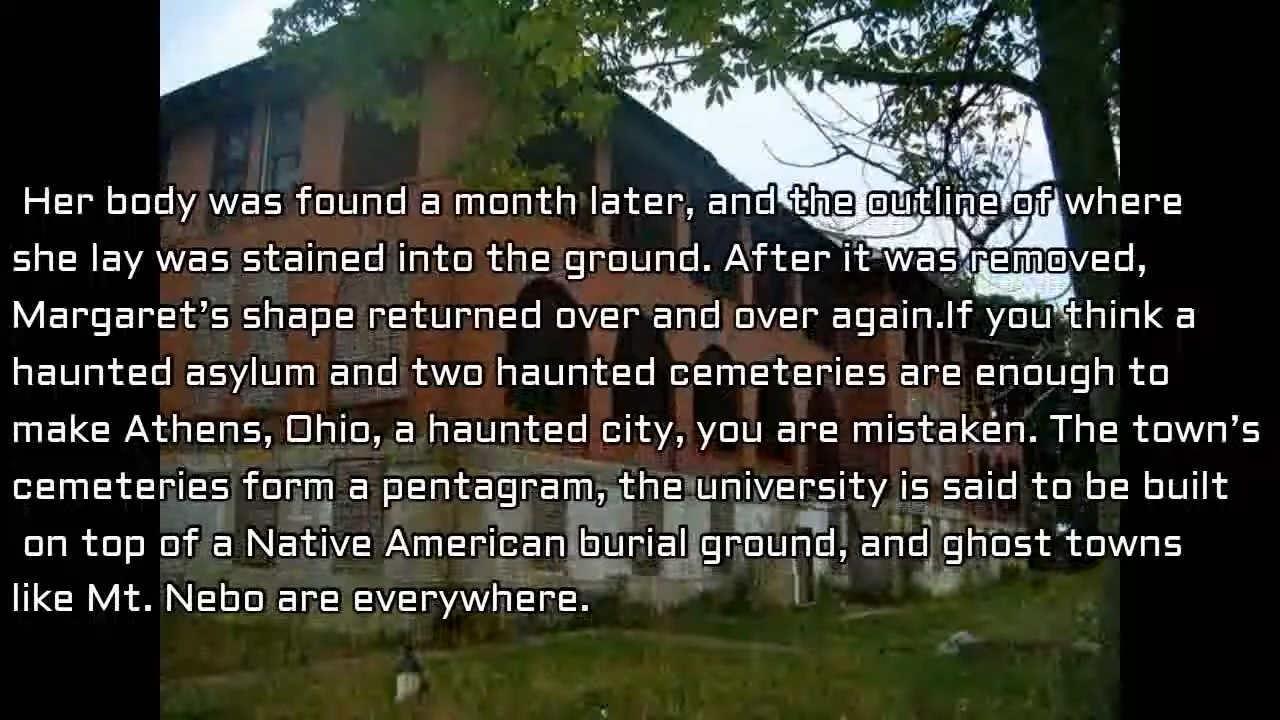 Her body was found a month later, and the outline of where
she lay was stained into the ground. After it was removed,
Margaret’s shape returned over and over again.If you think a
haunted asylum and two haunted cemeteries are enough to
make Athens, Ohio, a haunted city, you are mistaken. The town’s
cemeteries form a pentagram, the university is said to be built
on top of a Native American burial ground, and ghost towns
like Mt. Nebo are everywhere.